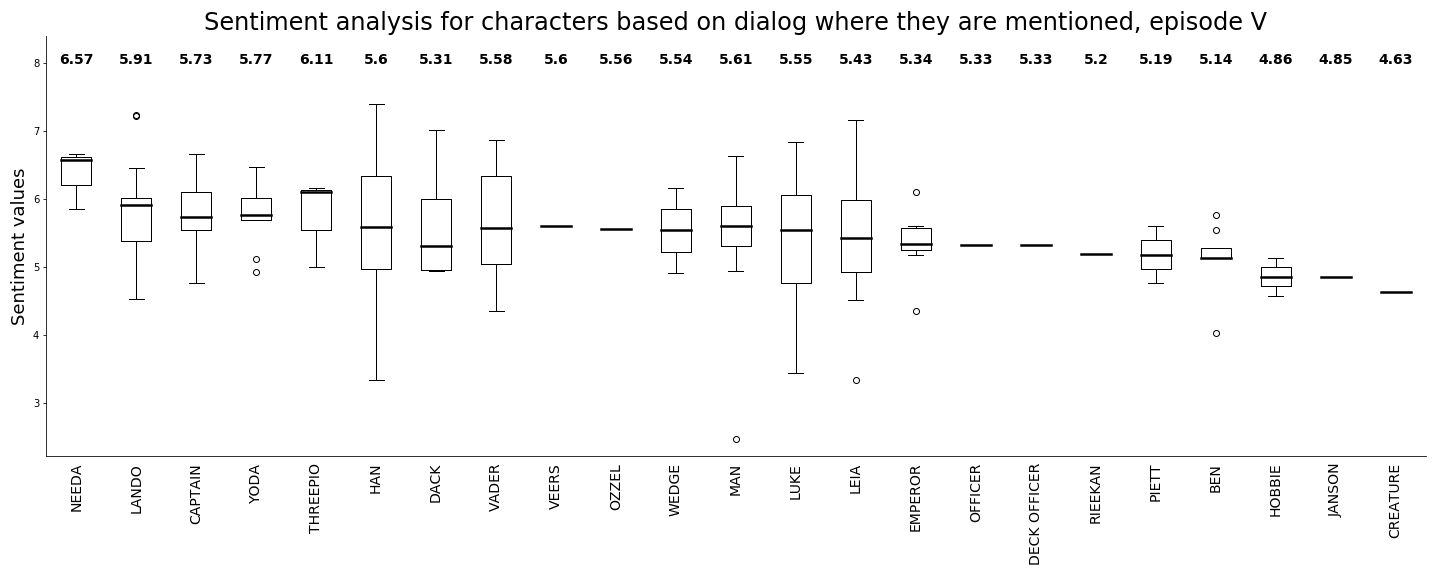 Sentiment analysis for characters based on dialog where they are mentioned, episode V
6.57 5.91 5.73 5.77 6.11 5.6 5.31 5.58 5.6 5.56 5.54 5.61 5.55 5.43 5.34 5.33 5.33 5.2 5.19 5.14 4.86 4.85 4.63
8
7
6
5
4
3
Sentiment values
NEEDA
LANDO
CAPTAIN
YODA
THREEPIO
HAN
DACK
VADER
VEERS
OZZEL
WEDGE
MAN
LUKE
LEIA
EMPEROR
OFFICER
DECK OFFICER
RIEEKAN
PIETT
BEN
HOBBIE
JANSON
CREATURE